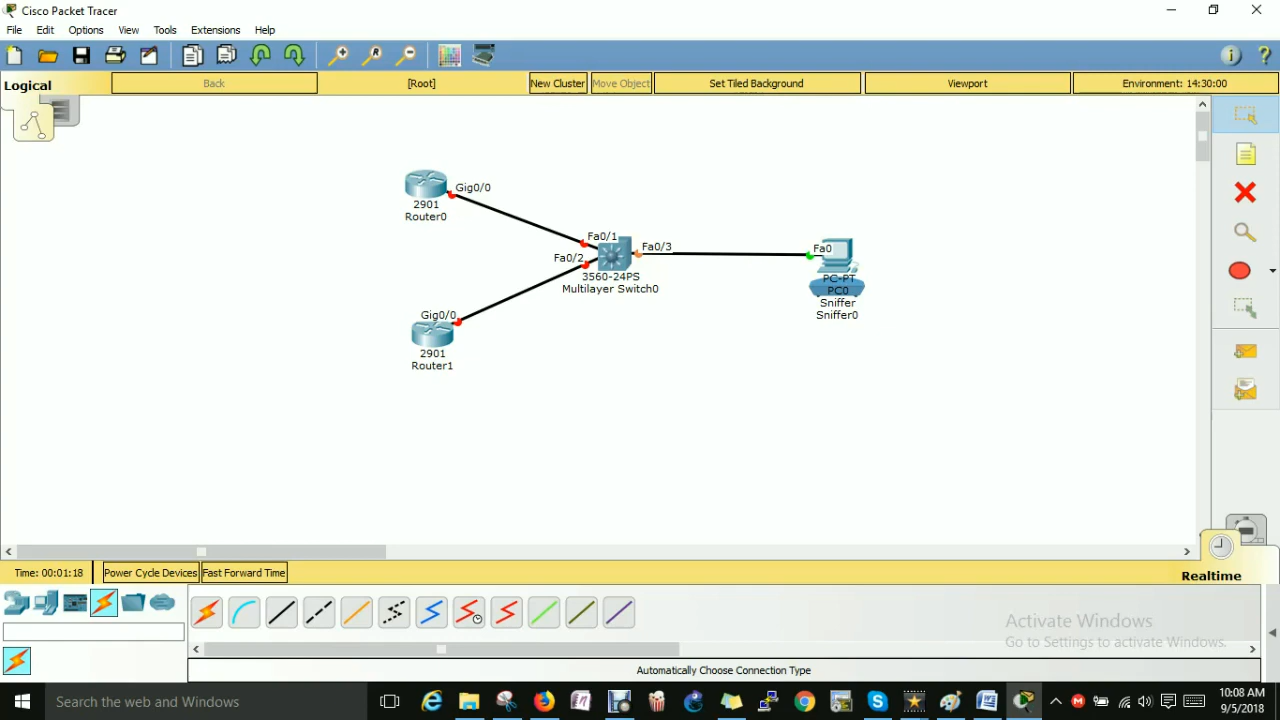 Cisco Packet Tracer
File Edit Options View Tools Extensions Help
Logical Back [Root] New Cluster Move Object Set Tiled Background Viewport Environment: 14:30:00
Gig0/0
2901
Router0
Fa0/1
Fa0/2
Fa0/3
3560-24PS
Multilayer Switch0
Fa0
PC-PT
PC0
Sniffer
Sniffer0
Gig0/0
2901
Router1
Time: 00:01:18 Power Cycle Devices Fast Forward Time Realtime
Activate Windows
Go to Settings to activate Windows.
Automatically Choose Connection Type
Search the web and Windows
10:08 AM
9/5/2018